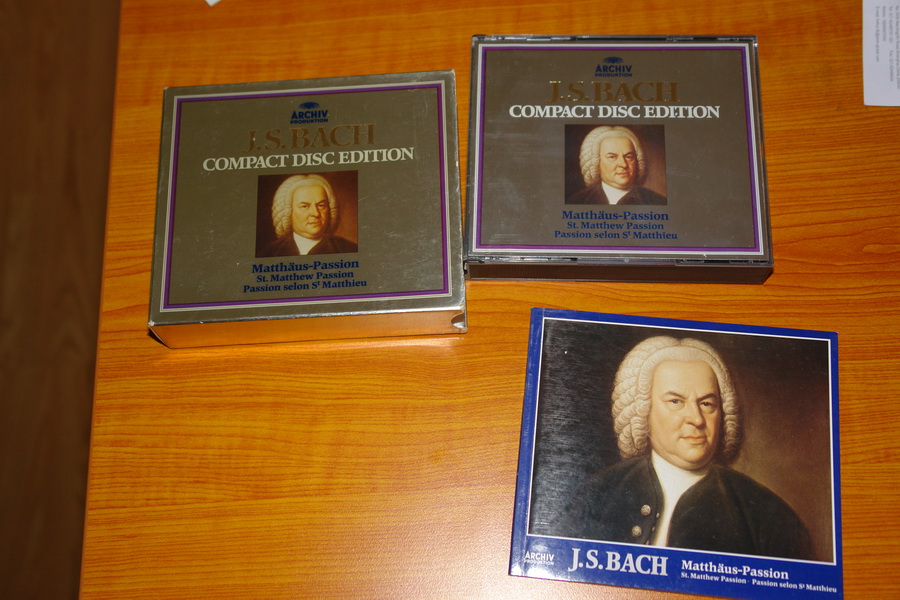 ARCHIV
PRODUKTION
J.S.BACH
COMPACT DISC EDITION
Matthäus-Passion
St. Matthew Passion
Passion selon Sᵗ Matthieu
ARCHIV
PRODUKTION
J.S.BACH
COMPACT DISC EDITION
Matthäus-Passion
St. Matthew Passion
Passion selon Sᵗ Matthieu
ARCHIV
PRODUKTION
J.S.BACH
Matthäus-Passion
St. Matthew Passion · Passion selon Sᵗ Matthieu